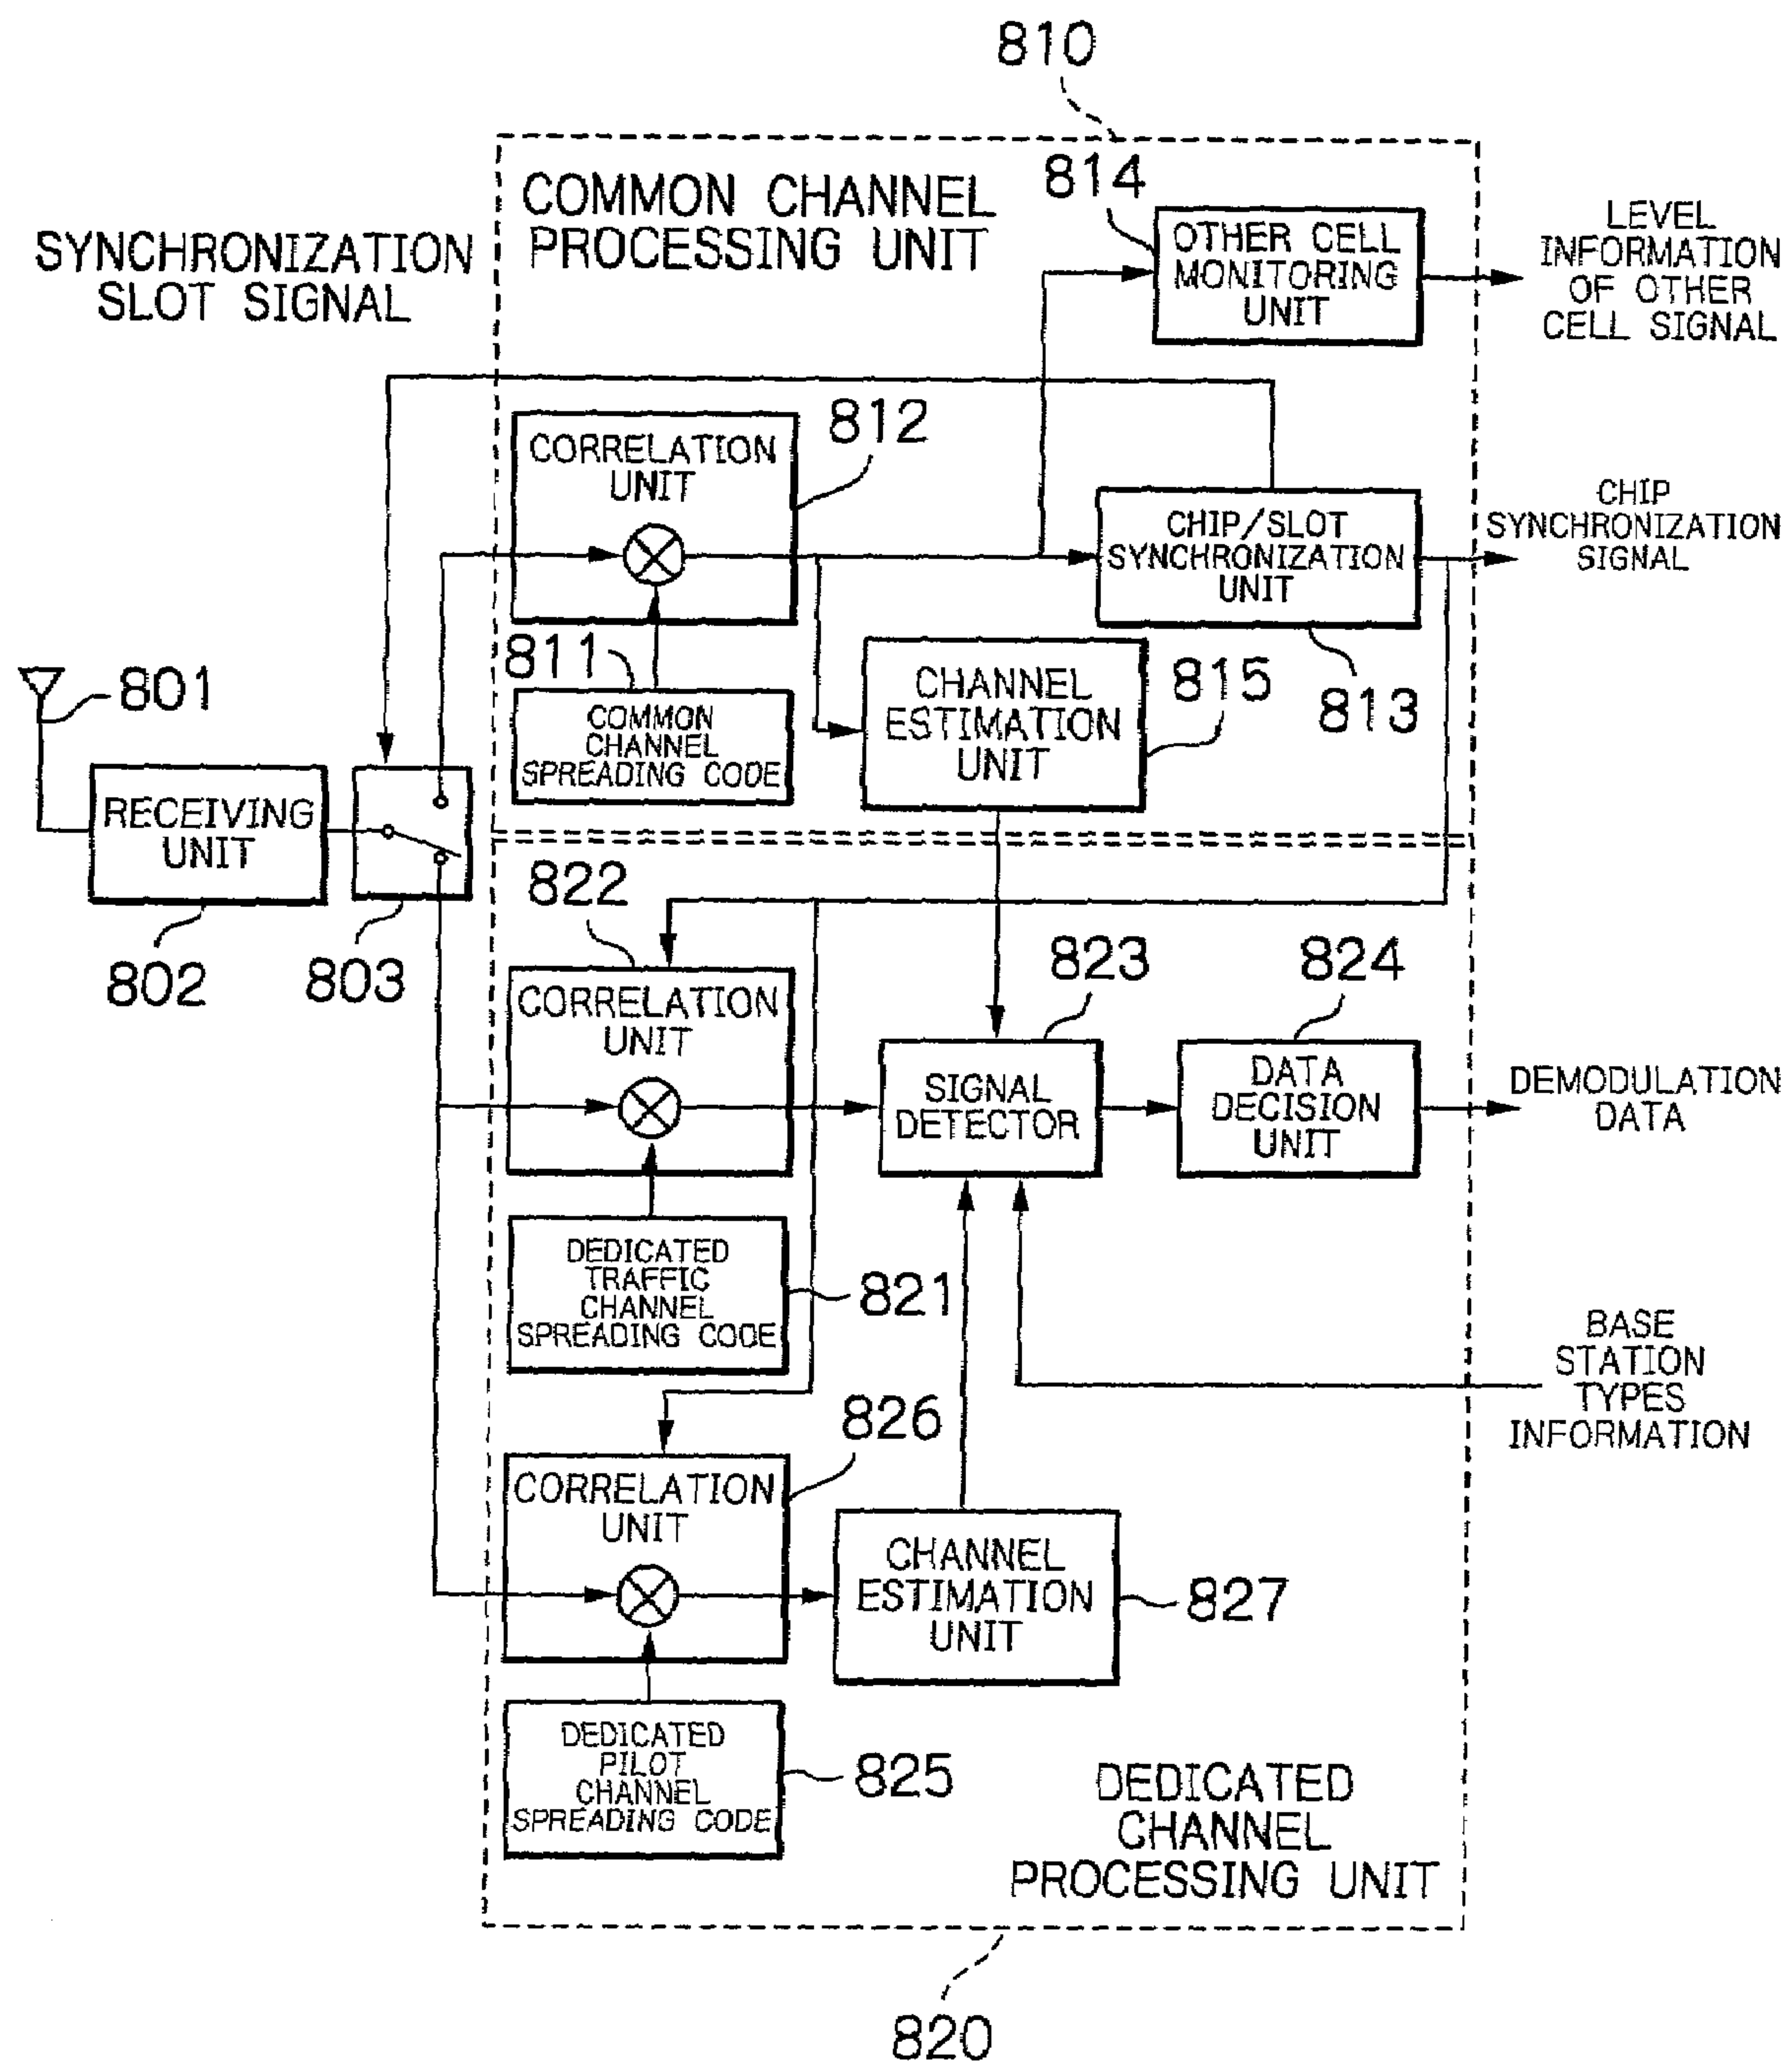 810
COMMON CHANNEL
PROCESSING UNIT
814
OTHER CELL
MONITORING
UNIT
LEVEL
INFORMATION
OF OTHER
CELL SIGNAL
SYNCHRONIZATION
SLOT SIGNAL
CORRELATION
UNIT
812
CHIP/SLOT
SYNCHRONIZATION
UNIT
CHIP
SYNCHRONIZATION
SIGNAL
811
COMMON
CHANNEL
SPREADING CODE
CHANNEL
ESTIMATION
UNIT
815
813
801
RECEIVING
UNIT
802
803
822
CORRELATION
UNIT
823
SIGNAL
DETECTOR
824
DATA
DECISION
UNIT
DEMODULATION
DATA
DEDICATED
TRAFFIC
CHANNEL
SPREADING CODE
821
BASE
STATION
TYPES
INFORMATION
826
CORRELATION
UNIT
CHANNEL
ESTIMATION
UNIT
827
DEDICATED
PILOT
CHANNEL
SPREADING CODE
825
DEDICATED
CHANNEL
PROCESSING UNIT
820